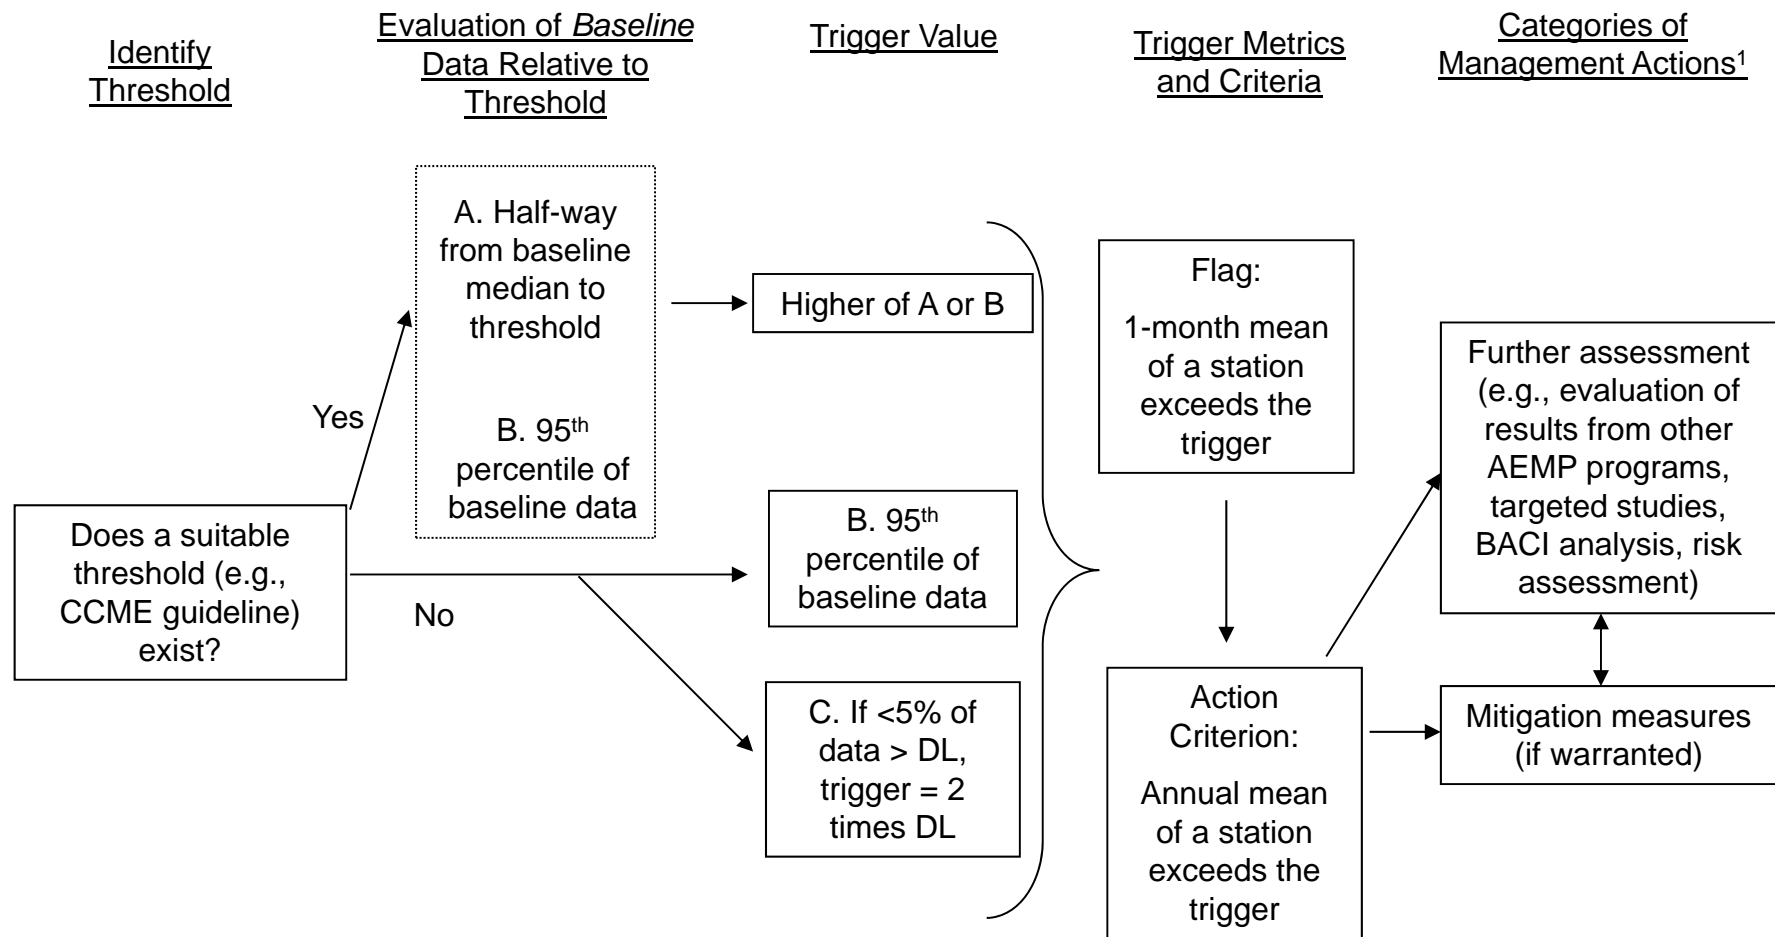 Identify
Threshold
Evaluation of Baseline
Data Relative to
Threshold
Trigger Value
Trigger Metrics
and Criteria
Categories of
Management Actions¹
Does a suitable
threshold (e.g.,
CCME guideline)
exist?
Yes
No
A. Half-way
from baseline
median to
threshold
B. 95th
percentile of
baseline data
Higher of A or B
B. 95th
percentile of
baseline data
C. If <5% of
data > DL,
trigger = 2
times DL
Flag:
1-month mean
of a station
exceeds the
trigger
Action
Criterion:
Annual mean
of a station
exceeds the
trigger
Further assessment
(e.g., evaluation of
results from other
AEMP programs,
targeted studies,
BACI analysis, risk
assessment)
Mitigation measures
(if warranted)